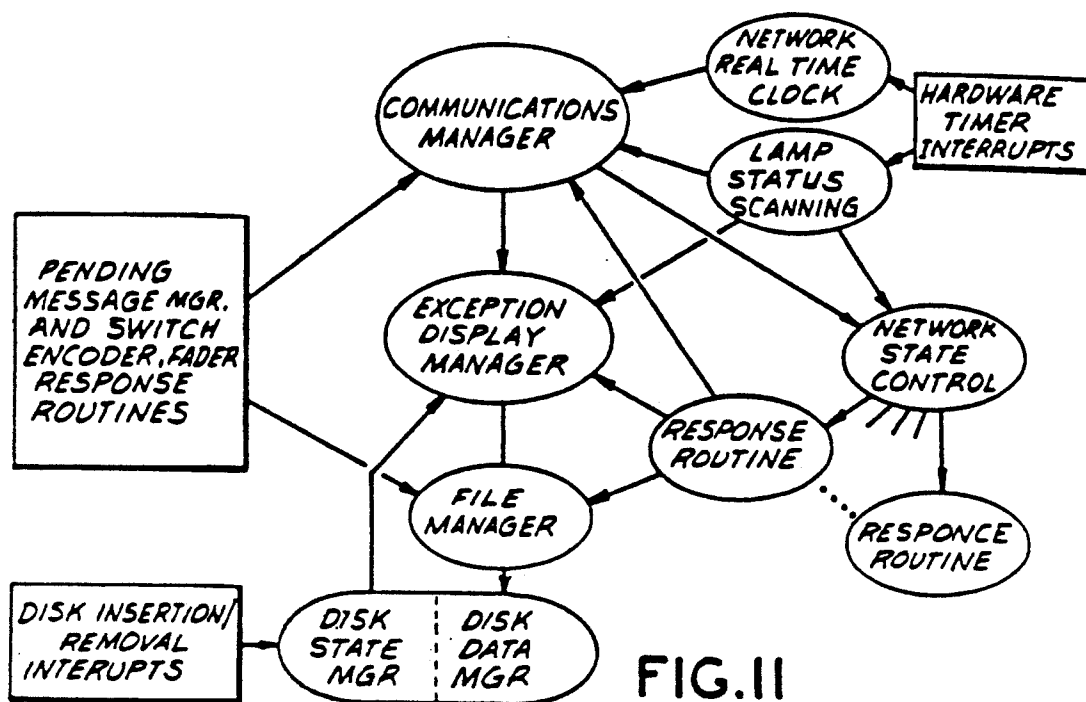 NETWORK
REAL TIME
CLOCK
COMMUNICATIONS
MANAGER
HARDWARE
TIMER
INTERRUPTS
LAMP
STATUS
SCANNING
PENDING
MESSAGE MGR.
AND SWITCH
ENCODER, FADER
RESPONSE
ROUTINES
EXCEPTION
DISPLAY
MANAGER
NETWORK
STATE
CONTROL
RESPONSE
ROUTINE
FILE
MANAGER
RESPONCE
ROUTINE
DISK INSERTION/
REMOVAL
INTERUPTS
DISK
STATE
MGR
DISK
DATA
MGR
FIG.11